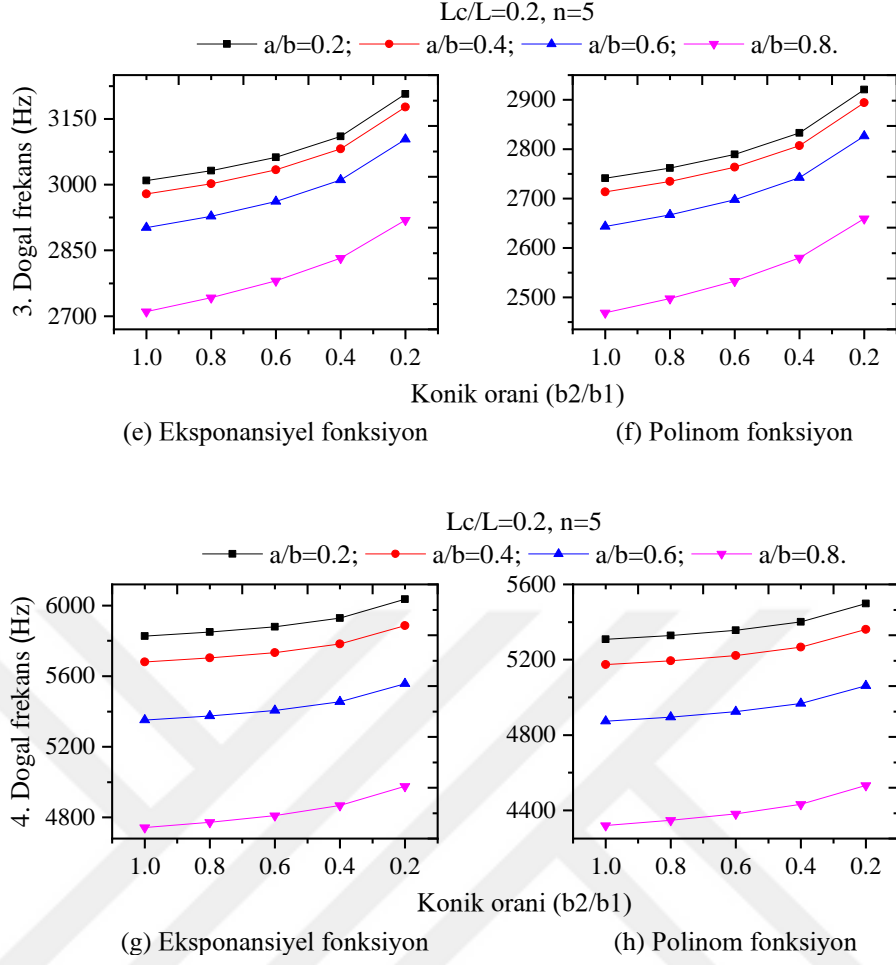 Lc/L=0.2, n=5
a/b=0.2; a/b=0.4; a/b=0.6; a/b=0.8.
3. Dogal frekans (Hz)
3150
3000
2850
2700
1.0 0.8 0.6 0.4 0.2
2900
2800
2700
2600
2500
1.0 0.8 0.6 0.4 0.2
Konik orani (b2/b1)
(e) Eksponansiyel fonksiyon
(f) Polinom fonksiyon
Lc/L=0.2, n=5
a/b=0.2; a/b=0.4; a/b=0.6; a/b=0.8.
4. Dogal frekans (Hz)
6000
5600
5200
4800
1.0 0.8 0.6 0.4 0.2
5600
5200
4800
4400
1.0 0.8 0.6 0.4 0.2
Konik orani (b2/b1)
(g) Eksponansiyel fonksiyon
(h) Polinom fonksiyon